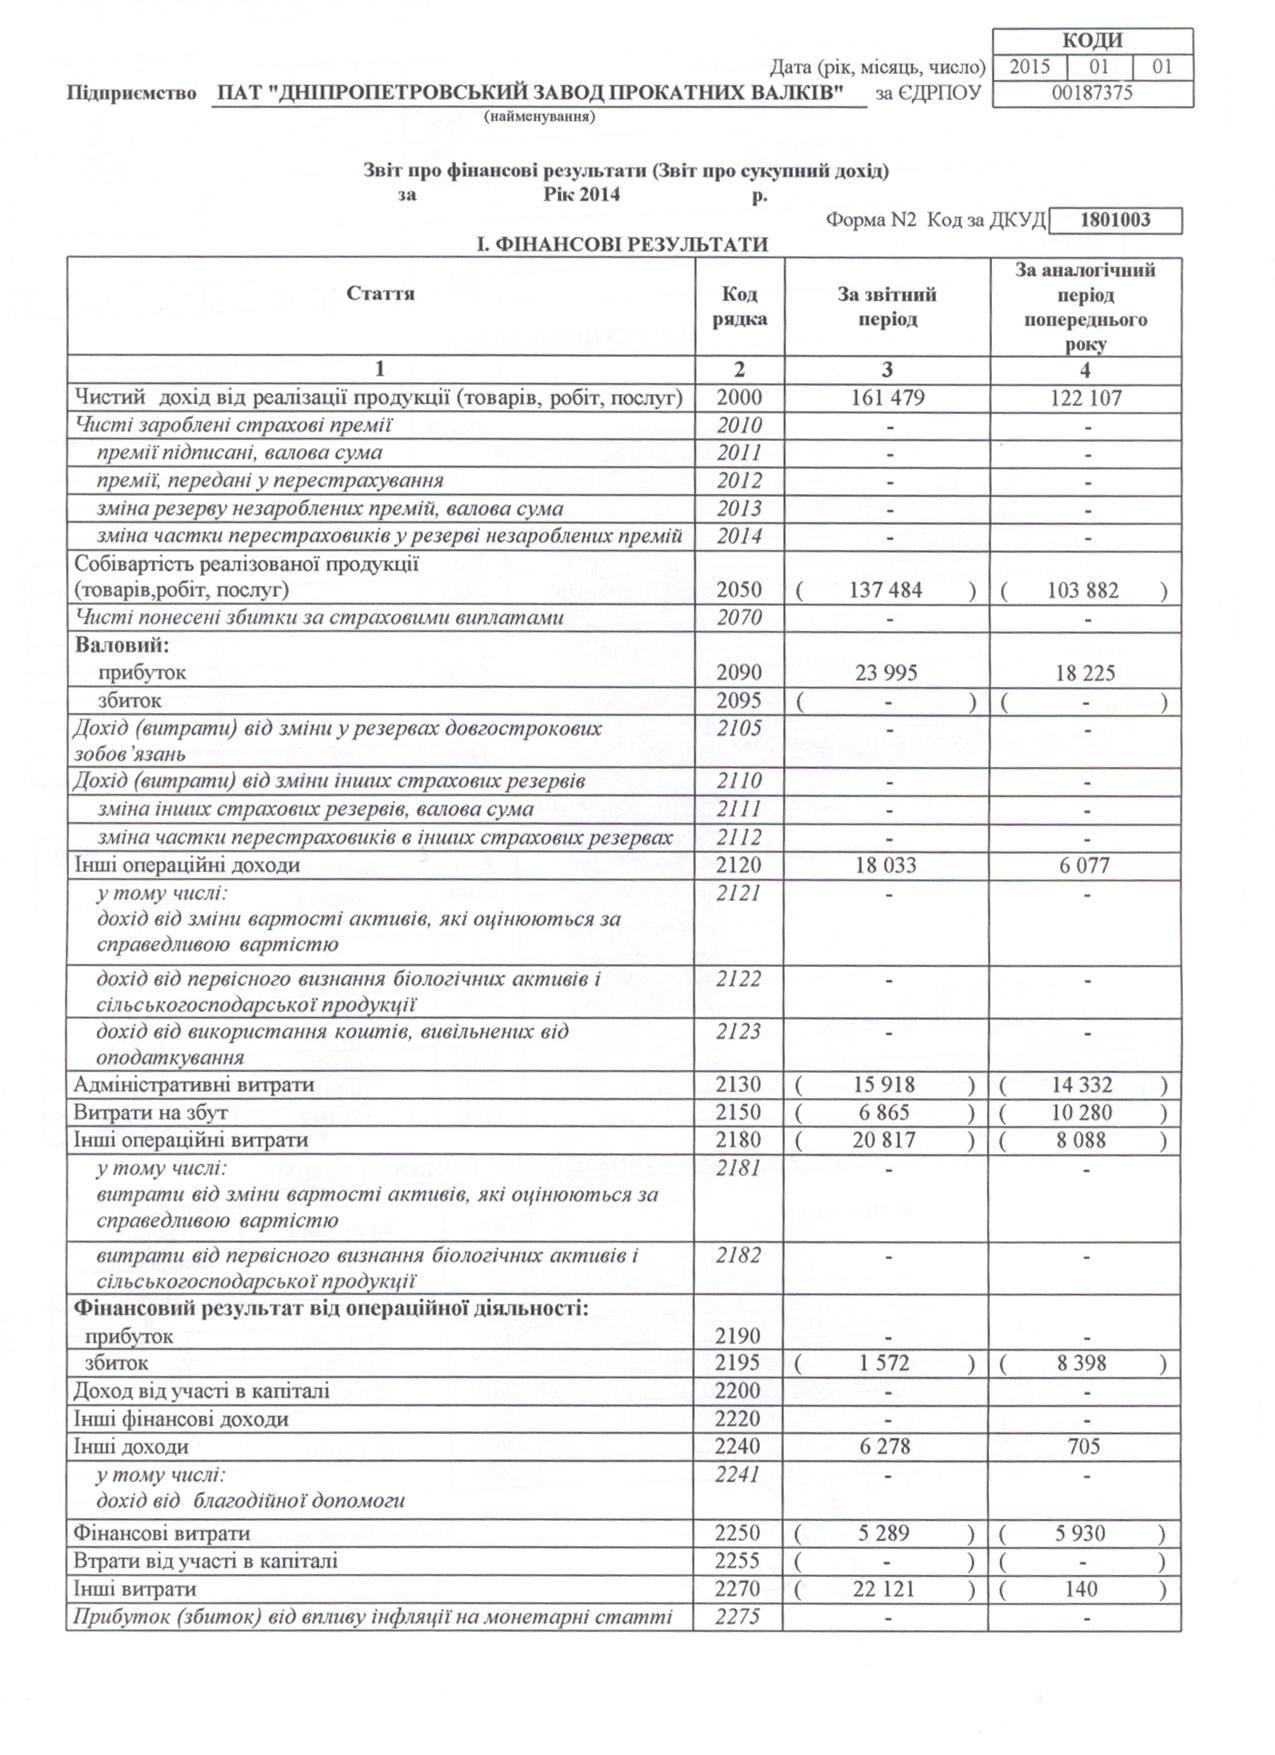 КОДИ
Дата (рік, місяць, число) 2015 01 01
Підприємство ПАТ "ДНІПРОПЕТРОВСЬКИЙ ЗАВОД ПРОКАТНИХ ВАЛКІВ" за ЄДРПОУ 00187375
(найменування)
Звіт про фінансові результати (Звіт про сукупний дохід)
за Рік 2014 р.
Форма N2 Код за ДКУД 1801003
І. ФІНАНСОВІ РЕЗУЛЬТАТИ
Стаття Код рядка За звітний період За аналогічний період попереднього року
1 2 3 4
Чистий дохід від реалізації продукції (товарів, робіт, послуг) 2000 161 479 122 107
Чисті зароблені страхові премії 2010 - -
премії підписані, валова сума 2011 - -
премії, передані у перестрахування 2012 - -
зміна резерву незароблених премій, валова сума 2013 - -
зміна частки перестраховиків у резерві незароблених премій 2014 - -
Собівартість реалізованої продукції
(товарів,робіт, послуг) 2050 ( 137 484 ) ( 103 882 )
Чисті понесені збитки за страховими виплатами 2070 - -
Валовий:
прибуток 2090 23 995 18 225
збиток 2095 ( - ) ( - )
Дохід (витрати) від зміни у резервах довгострокових 2105 - -
зобов’язань
Дохід (витрати) від зміни інших страхових резервів 2110 - -
зміна інших страхових резервів, валова сума 2111 - -
зміна частки перестраховиків в інших страхових резервах 2112 - -
Інші операційні доходи 2120 18 033 6 077
у тому числі: 2121 - -
дохід від зміни вартості активів, які оцінюються за
справедливою вартістю
дохід від первісного визнання біологічних активів і 2122 - -
сільськогосподарської продукції
дохід від використання коштів, вивільнених від 2123 - -
оподаткування
Адміністративні витрати 2130 ( 15 918 ) ( 14 332 )
Витрати на збут 2150 ( 6 865 ) ( 10 280 )
Інші операційні витрати 2180 ( 20 817 ) ( 8 088 )
у тому числі: 2181 - -
витрати від зміни вартості активів, які оцінюються за
справедливою вартістю
витрати від первісного визнання біологічних активів і 2182 - -
сільськогосподарської продукції
Фінансовий результат від операційної діяльності:
прибуток 2190 - -
збиток 2195 ( 1 572 ) ( 8 398 )
Доход від участі в капіталі 2200 - -
Інші фінансові доходи 2220 - -
Інші доходи 2240 6 278 705
у тому числі: 2241 - -
дохід від благодійної допомоги
Фінансові витрати 2250 ( 5 289 ) ( 5 930 )
Втрати від участі в капіталі 2255 ( - ) ( - )
Інші витрати 2270 ( 22 121 ) ( 140 )
Прибуток (збиток) від впливу інфляції на монетарні статті 2275 - -